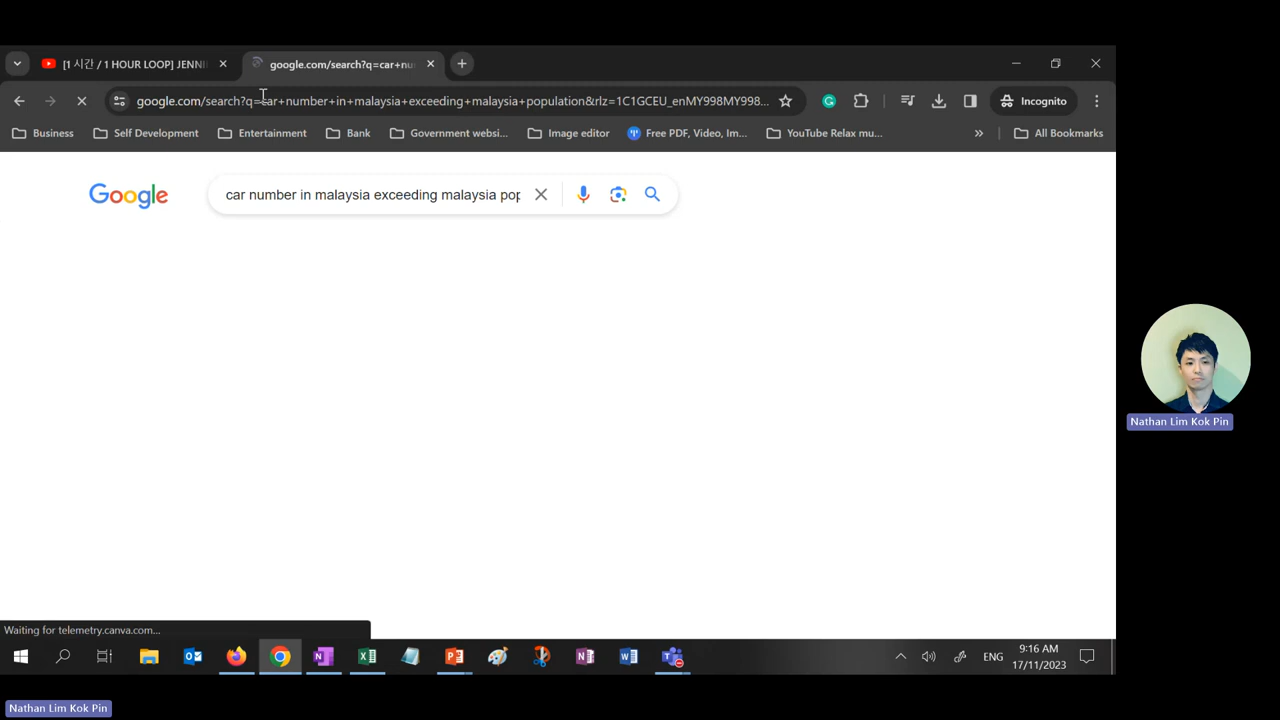 [1 시간 / 1 HOUR LOOP] JENNI
google.com/search?q=car+nu
google.com/search?q=car+number+in+malaysia+exceeding+malaysia+population&rlz=1C1GCEU_enMY998MY998...
Incognito
Business
Self Development
Entertainment
Bank
Government websi...
Image editor
Free PDF, Video, Im...
YouTube Relax mu...
»
All Bookmarks
Google
car number in malaysia exceeding malaysia pop
Nathan Lim Kok Pin
Waiting for telemetry.canva.com...
ENG
9:16 AM
17/11/2023
Nathan Lim Kok Pin